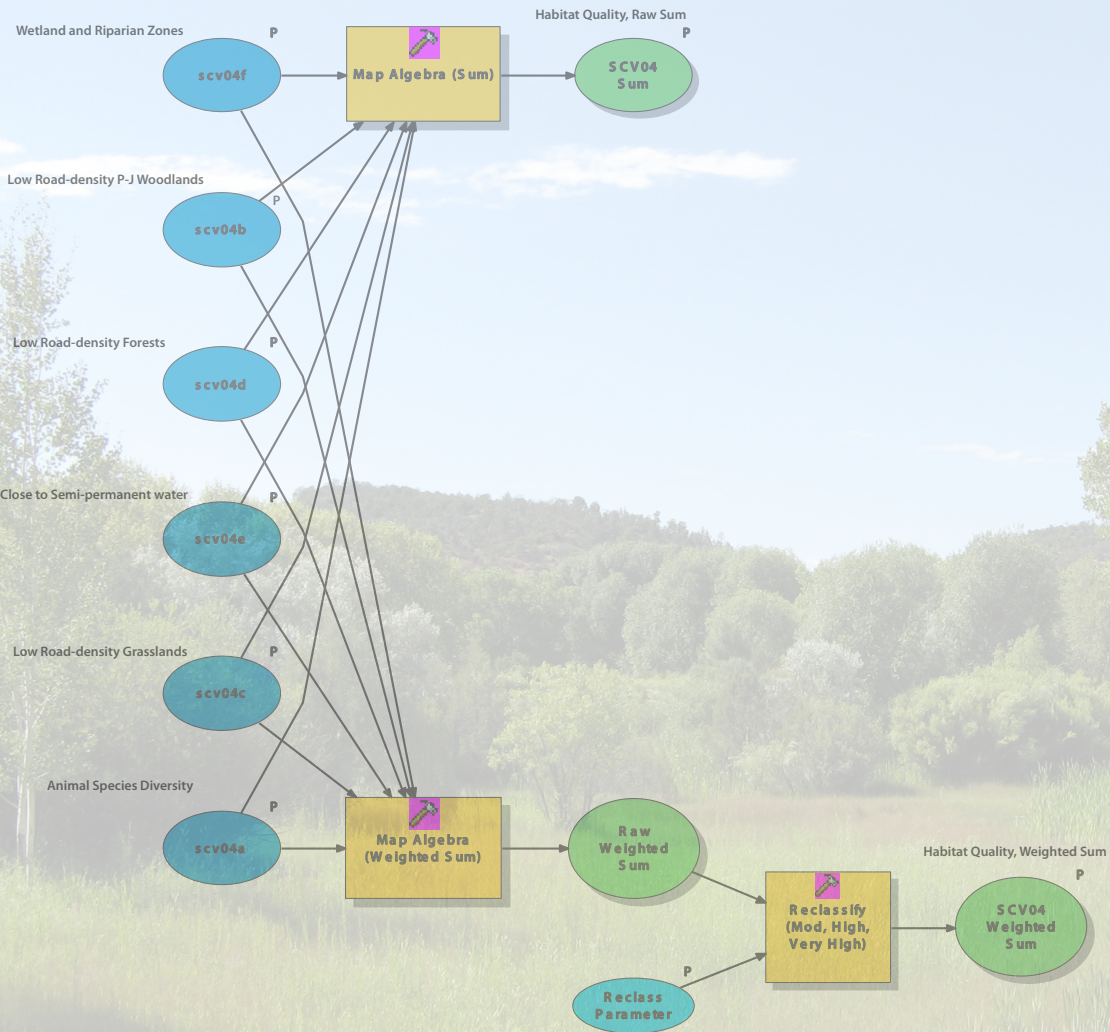 Habitat Quality, Raw Sum
Wetland and Riparian Zones
P
P
scv04f
Map Algebra (Sum)
SCV04
Sum
Low Road-density P-J Woodlands
P
scv04b
Low Road-density Forests
P
scv04d
Close to Semi-permanent water
P
scv04e
Low Road-density Grasslands
P
scv04c
Animal Species Diversity
P
scv04a
Map Algebra
(Weighted Sum)
Raw
Weighted
Sum
Habitat Quality, Weighted Sum
P
Reclassify
(Mod, High,
Very High)
SCV04
Weighted
Sum
P
Reclass
Parameter